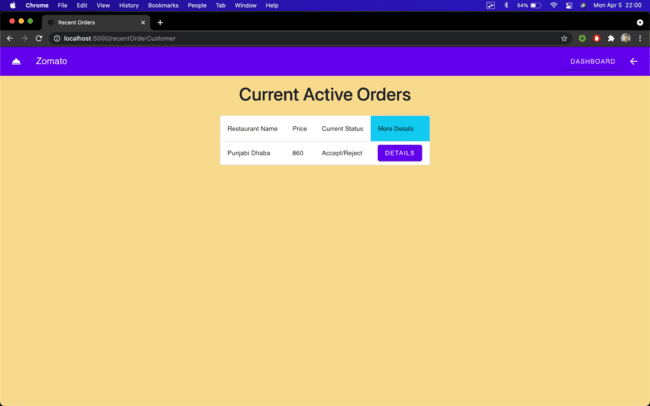 Chrome File Edit View History Bookmarks People Tab Window Help 54% Mon Apr 5 22:00
Recent Orders
localhost:5000/recentOrderCustomer
Zomato DASHBOARD
Current Active Orders
Restaurant Name Price Current Status More Details
Punjabi Dhaba 860 Accept/Reject DETAILS